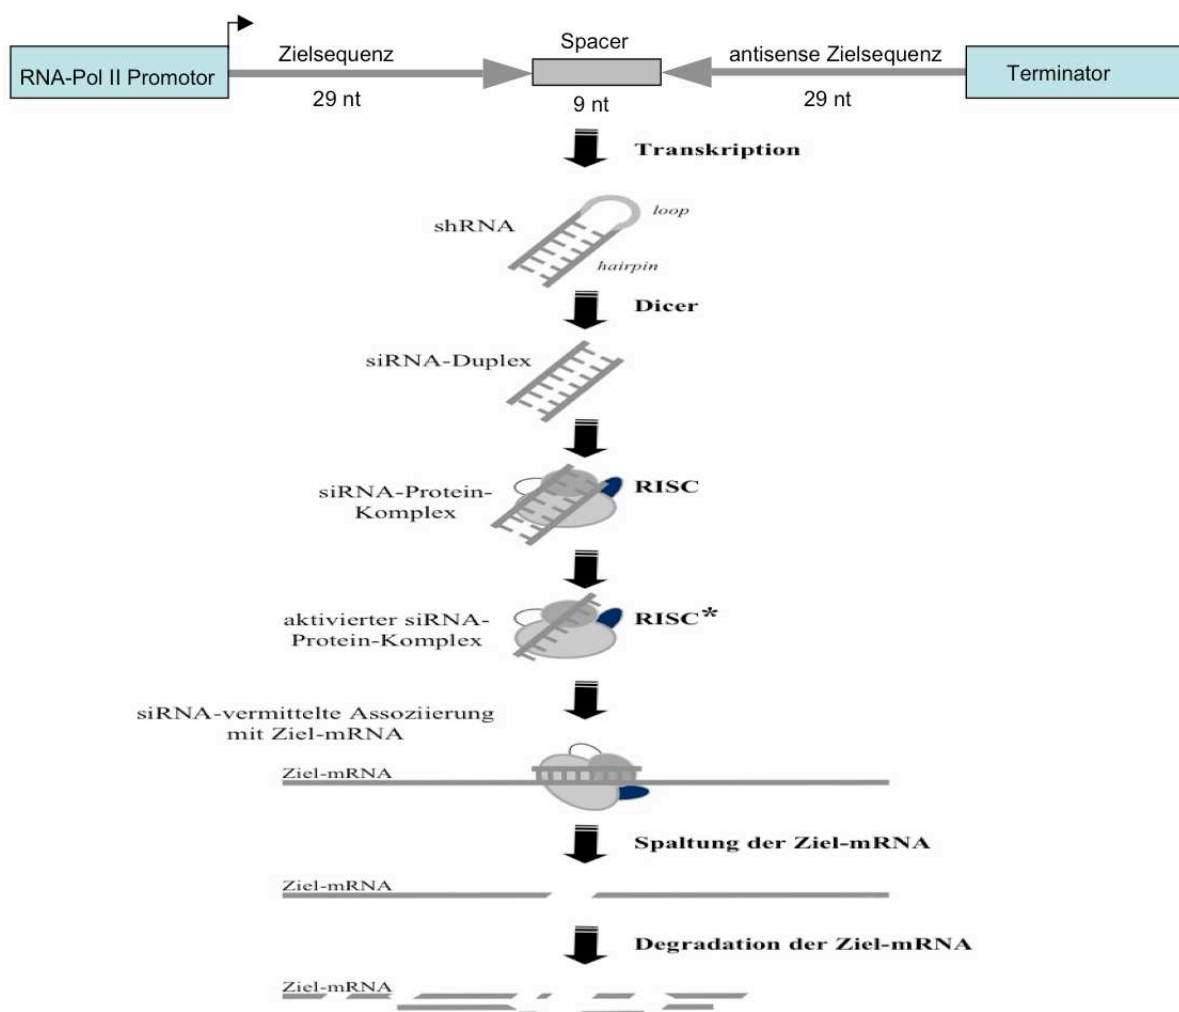 Spacer
Zielsequenz
antisense Zielsequenz
RNA-Pol II Promotor
Terminator
29 nt
9 nt
29 nt
Transkription
loop
shRNA
hairpin
Dicer
siRNA-Duplex
RISC
siRNA-Protein-
Komplex
RISC*
aktivierter siRNA-
Protein-Komplex
siRNA-vermittelte Assoziierung
mit Ziel-mRNA
Ziel-mRNA
Spaltung der Ziel-mRNA
Ziel-mRNA
Degradation der Ziel-mRNA
Ziel-mRNA